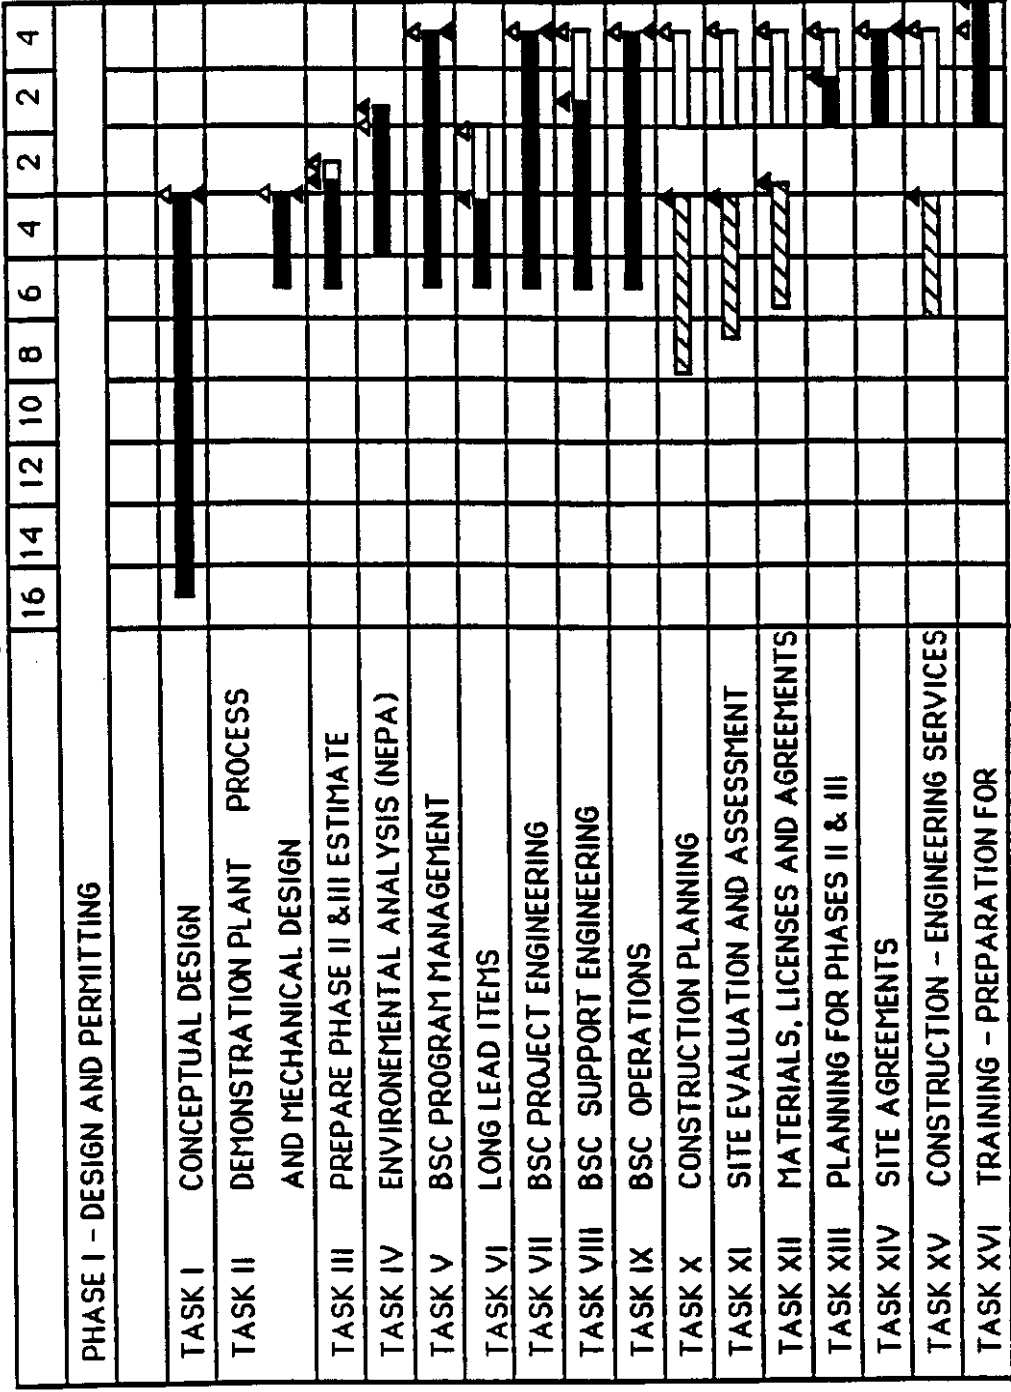 16 14 12 10 8 6 4 2 2 4
PHASE I - DESIGN AND PERMITTING
TASK I CONCEPTUAL DESIGN
TASK II DEMONSTRATION PLANT PROCESS
AND MECHANICAL DESIGN
TASK III PREPARE PHASE II & III ESTIMATE
TASK IV ENVIRONEMENTAL ANALYSIS (NEPA)
TASK V BSC PROGRAM MANAGEMENT
TASK VI LONG LEAD ITEMS
TASK VII BSC PROJECT ENGINEERING
TASK VIII BSC SUPPORT ENGINEERING
TASK IX BSC OPERATIONS
TASK X CONSTRUCTION PLANNING
TASK XI SITE EVALUATION AND ASSESSMENT
TASK XII MATERIALS, LICENSES AND AGREEMENTS
TASK XIII PLANNING FOR PHASES II & III
TASK XIV SITE AGREEMENTS
TASK XV CONSTRUCTION - ENGINEERING SERVICES
TASK XVI TRAINING - PREPARATION FOR